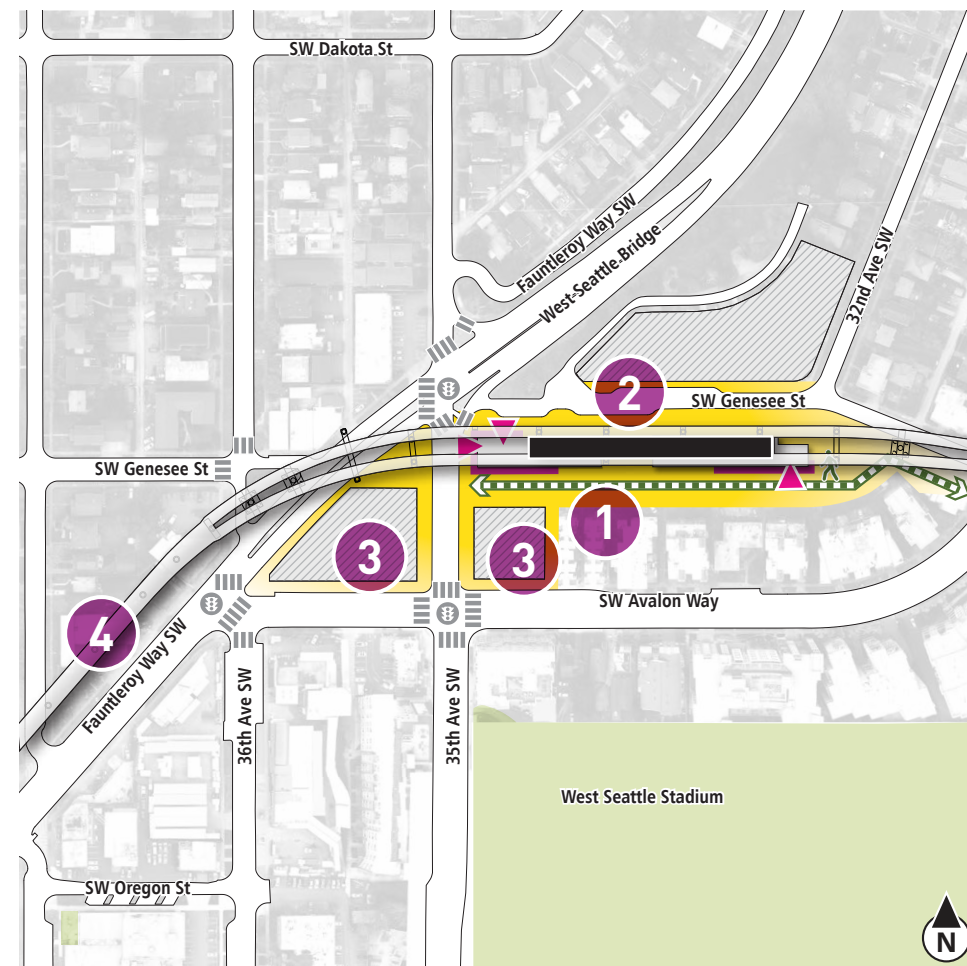 SW Dakota St
Fauntleroy Way SW
West Seattle Bridge
32nd Ave SW
2
SW Genesee St
SW Genesee St
1
3
3
SW Avalon Way
4
Fauntleroy Way SW
36th Ave SW
35th Ave SW
West Seattle Stadium
SW Oregon St
N